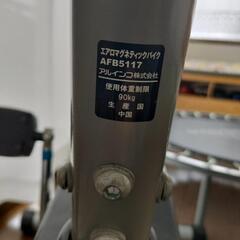 エアロマグネティックバイク
AFB5117
アルインコ株式会社
使用体重制限
90kg
生産国
中国